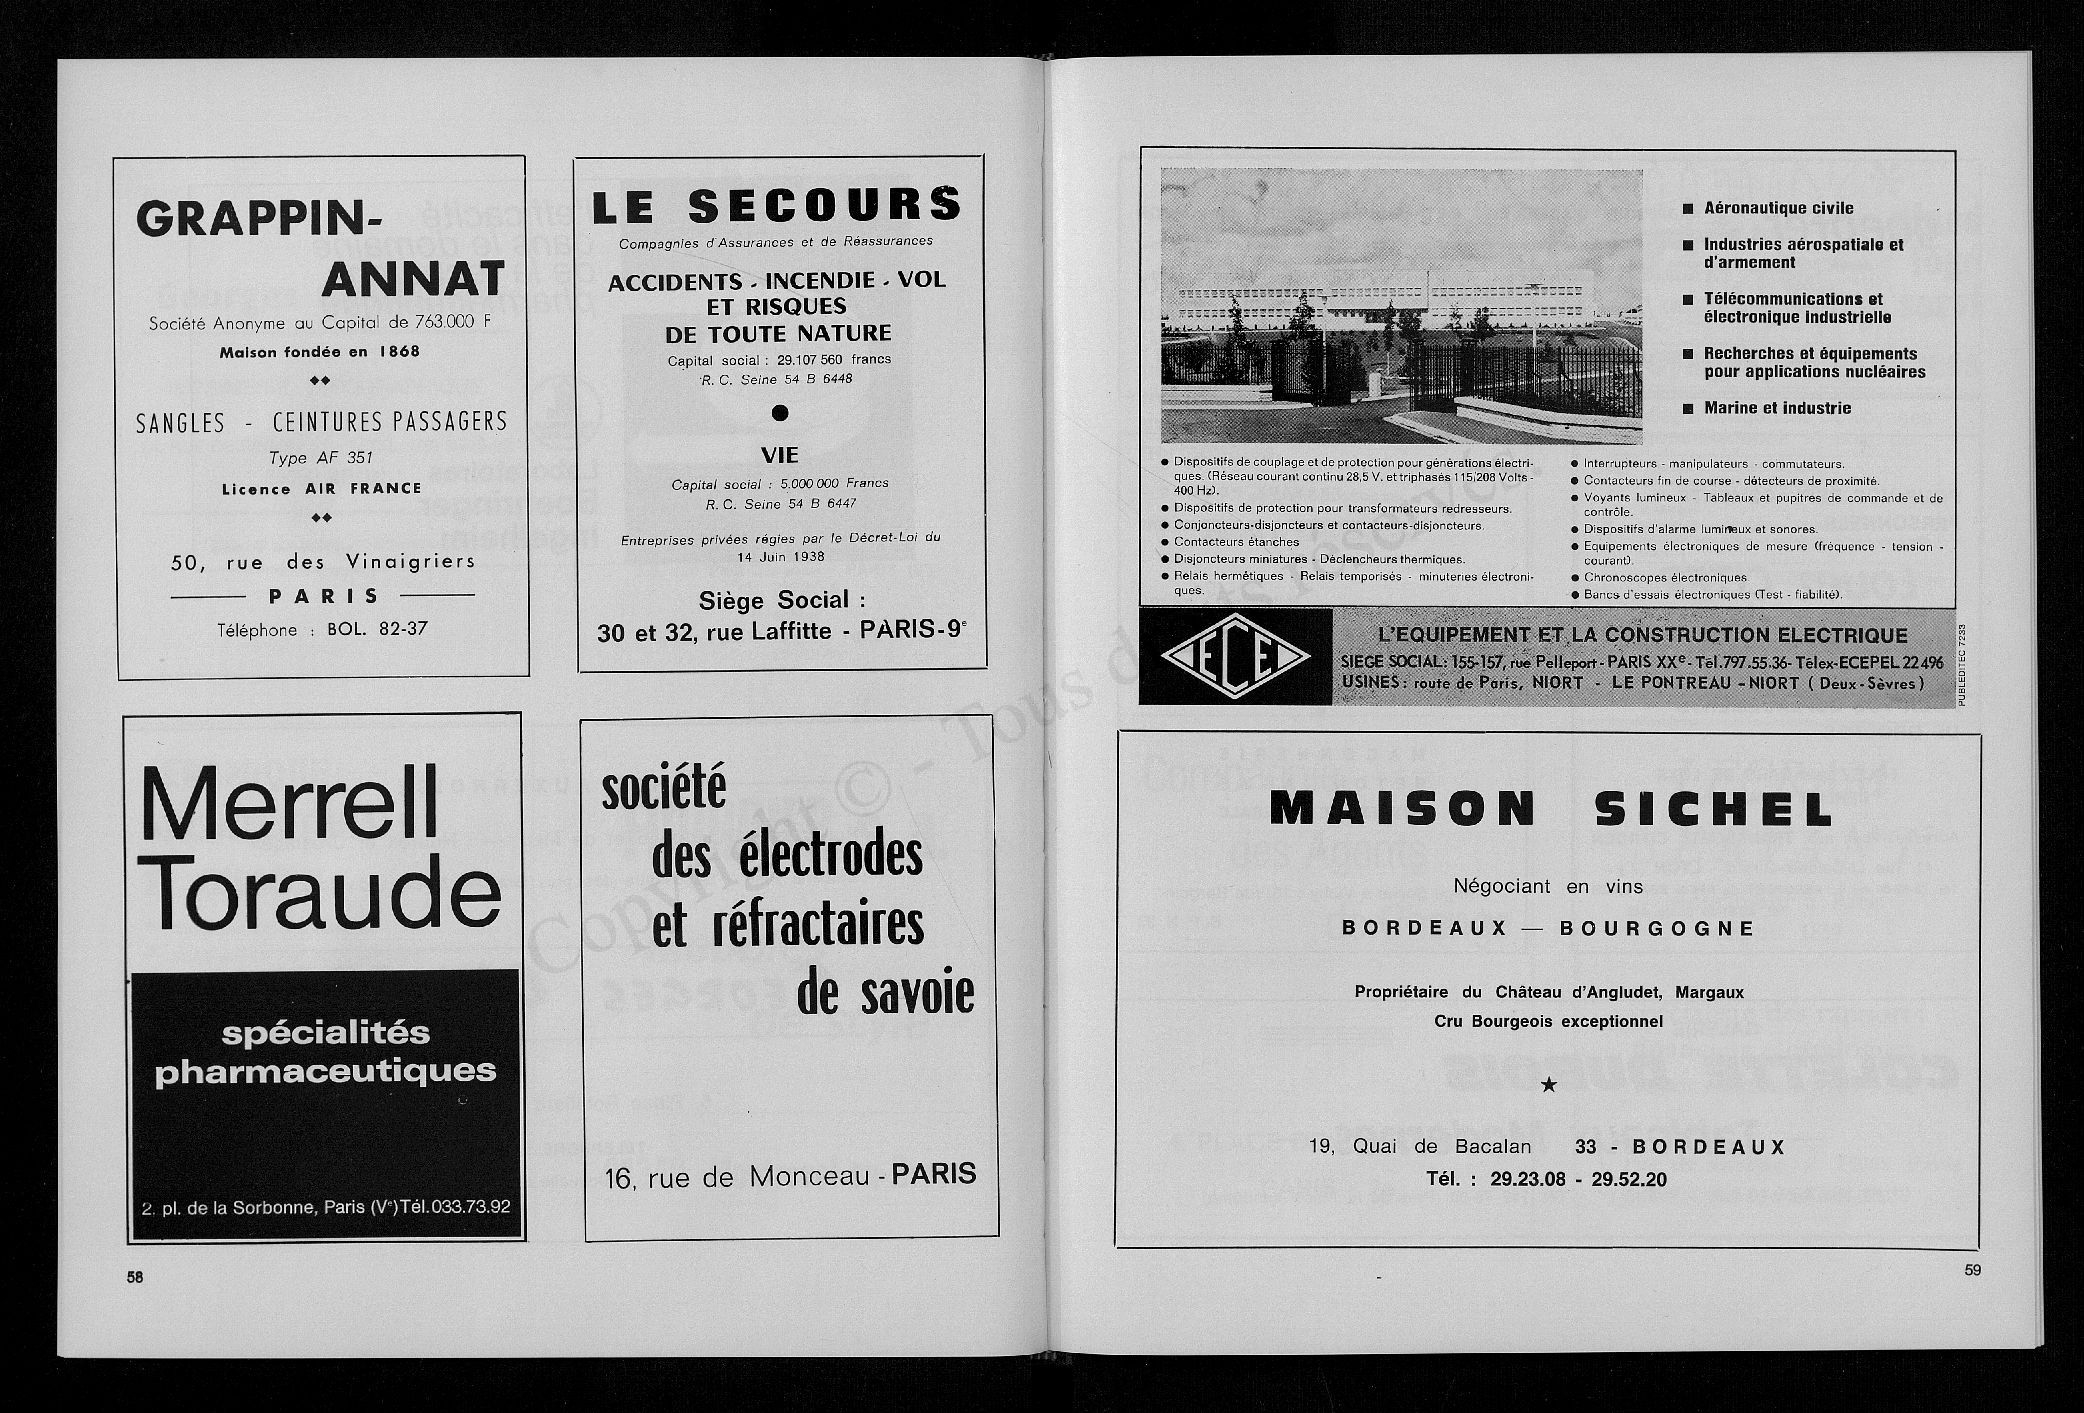 GRAPPIN-
ANNAT
Société Anonyme au Capital de 763.000 F
Maison fondée en 1868
SANGLES - CEINTURES PASSAGERS
Type AF 351
Licence AIR FRANCE
50, rue des Vinaigriers
PARIS
Téléphone : BOL. 82-37
LE SECOURS
Compagnies d'Assurances et de Réassurances
ACCIDENTS - INCENDIE - VOL
ET RISQUES
DE TOUTE NATURE
Capital social : 29.107 560 francs
R. C. Seine 54 B 6448
VIE
Capital social : 5.000 000 Francs
R. C. Seine 54 B 6447
Entreprises privées régies par le Décret-Loi du
14 Juin 1938
Siège Social :
30 et 32, rue Laffitte - PARIS-9e
Merrell
Toraude
spécialités
pharmaceutiques
2. pl. de la Sorbonne, Paris (Ve) Tél. 033.73.92
société
des électrodes
et réfractaires
de savoie
16, rue de Monceau - PARIS
58
■ Aéronautique civile
■ Industries aérospatiale et
d'armement
■ Télécommunications et
électronique industrielle
■ Recherches et équipements
pour applications nucléaires
■ Marine et industrie
● Dispositifs de couplage et de protection pour générations électri-
ques. (Réseau courant continu 28,5 V. et triphasés 115/208 Volts -
400 Hz).
● Dispositifs de protection pour transformateurs redresseurs.
● Conjoncteurs-disjoncteurs et contacteurs-disjoncteurs.
● Contacteurs étanches
● Disjoncteurs miniatures - Déclencheurs thermiques.
● Relais hermétiques - Relais temporisés - minuteries électroni-
ques.
● Interrupteurs - manipulateurs - commutateurs.
● Contacteurs fin de course - détecteurs de proximité.
● Voyants lumineux - Tableaux et pupitres de commande et de
contrôle.
● Dispositifs d'alarme lumineux et sonores.
● Equipements électroniques de mesure (fréquence - tension -
courant).
● Chronoscopes électroniques
● Bancs d'essais électroniques (Test - fiabilité).
ECE
L'EQUIPEMENT ET LA CONSTRUCTION ELECTRIQUE
SIEGE SOCIAL: 155-157, rue Pelleport - PARIS XXe - Tél. 797.55.36 - Télex-ECEPEL 22 496
USINES: route de Paris, NIORT - LE PONTREAU - NIORT ( Deux-Sèvres )
PUBLEDITEC 7233
MAISON SICHEL
Négociant en vins
BORDEAUX — BOURGOGNE
Propriétaire du Château d'Angludet, Margaux
Cru Bourgeois exceptionnel
★
19, Quai de Bacalan 33 - BORDEAUX
Tél. : 29.23.08 - 29.52.20
59
Copyright © - Tous droits réservés.